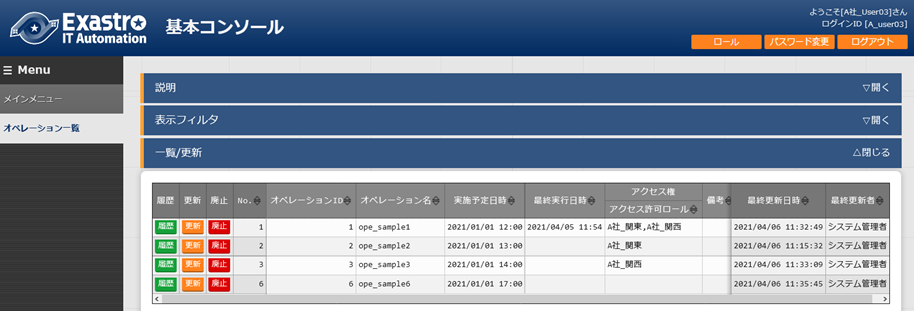 Exastro
IT Automation
基本コンソール
ようこそ[A社_User03]さん
ログインID [A_user03]
ロール パスワード変更 ログアウト
☰ Menu
メインメニュー
オペレーション一覧
説明 ▽開く
表示フィルタ ▽開く
一覧/更新 △閉じる
履歴 更新 廃止 No. オペレーションID オペレーション名 実施予定日時 最終実行日時 アクセス権 備考 最終更新日時 最終更新者
アクセス許可ロール
履歴 更新 廃止 1 1 ope_sample1 2021/01/01 12:00 2021/04/05 11:54 A社_関東,A社_関西 2021/04/06 11:32:49 システム管理者
履歴 更新 廃止 2 2 ope_sample2 2021/01/01 13:00 A社_関東 2021/04/06 11:15:32 システム管理者
履歴 更新 廃止 3 3 ope_sample3 2021/01/01 14:00 A社_関西 2021/04/06 11:33:09 システム管理者
履歴 更新 廃止 6 6 ope_sample6 2021/01/01 17:00 2021/04/06 11:35:45 システム管理者